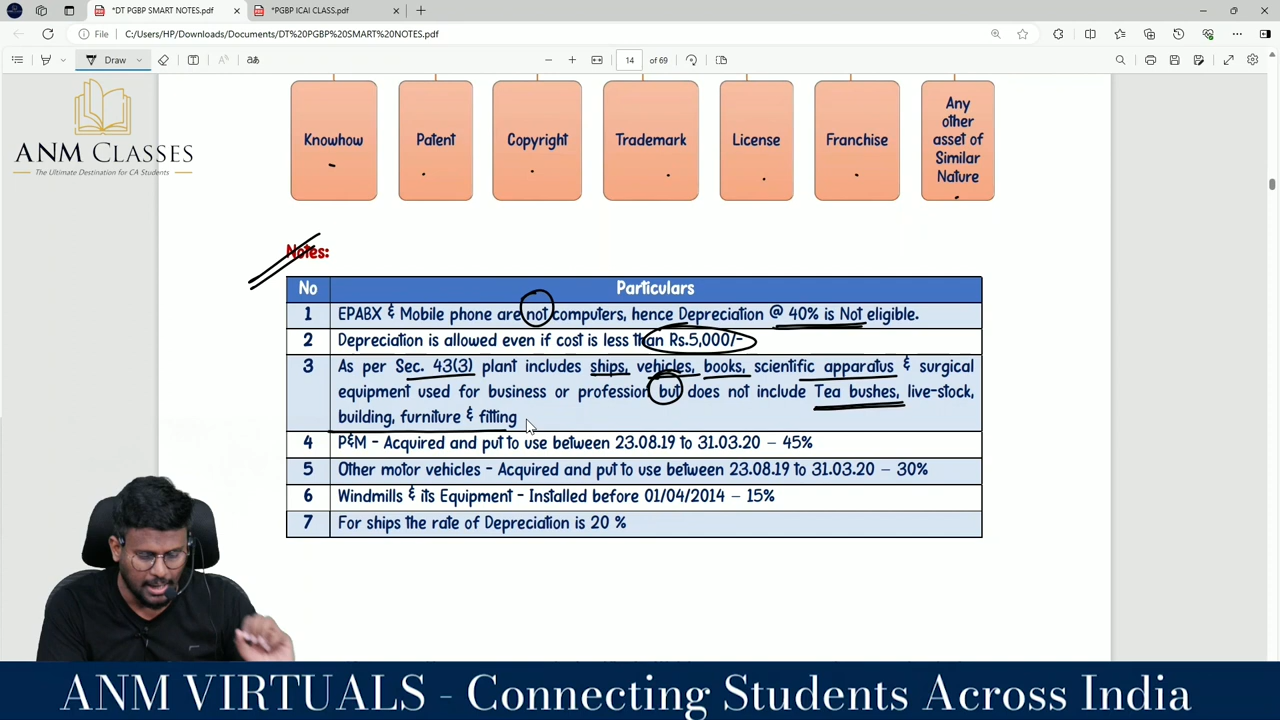 *DT PGBP SMART NOTES.pdf
*PGBP ICAI CLASS.pdf
File
C:/Users/HP/Downloads/Documents/DT%20PGBP%20SMART%20NOTES.pdf
Draw
14 of 69
ANM CLASSES
The Ultimate Destination for CA Students
Knowhow
Patent
Copyright
Trademark
License
Franchise
Any
other
asset of
Similar
Nature
Notes:
No Particulars
1 EPABX & Mobile phone are not computers, hence Depreciation @ 40% is Not eligible.
2 Depreciation is allowed even if cost is less than Rs.5,000/-
3 As per Sec. 43(3) plant includes ships, vehicles, books, scientific apparatus & surgical
equipment used for business or profession but does not include Tea bushes, live-stock,
building, furniture & fitting
4 P&M - Acquired and put to use between 23.08.19 to 31.03.20 – 45%
5 Other motor vehicles - Acquired and put to use between 23.08.19 to 31.03.20 – 30%
6 Windmills & its Equipment - Installed before 01/04/2014 – 15%
7 For ships the rate of Depreciation is 20 %
ANM VIRTUALS - Connecting Students Across India